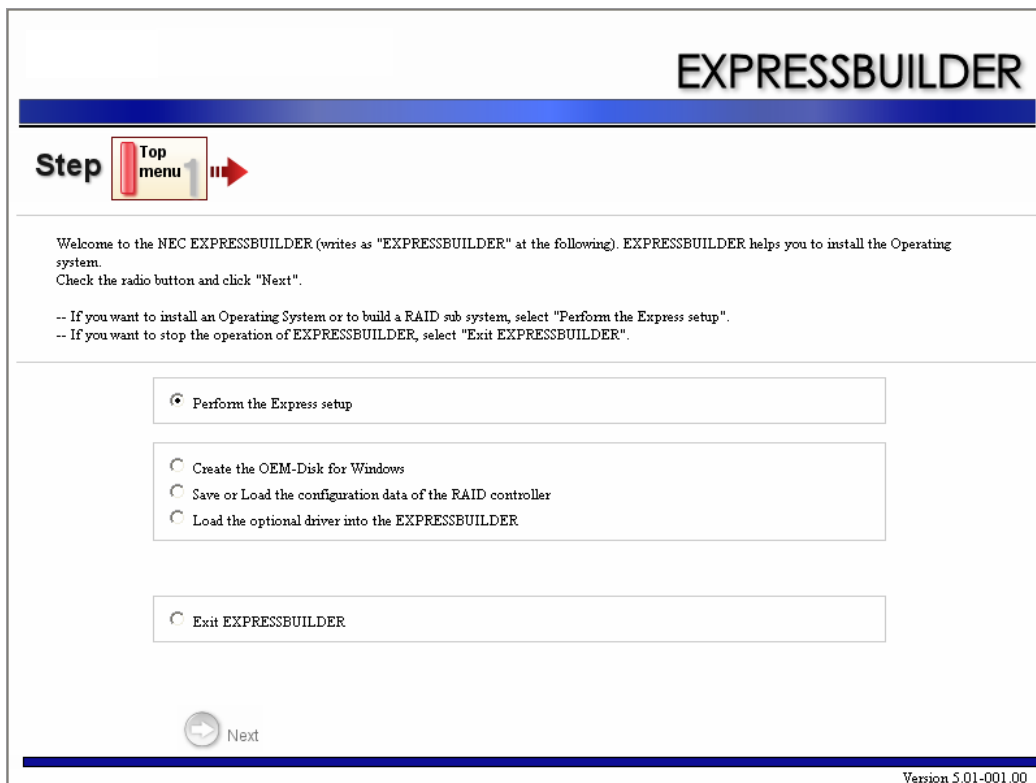 EXPRESSBUILDER
Step
Top
menu 1
Welcome to the NEC EXPRESSBUILDER (writes as "EXPRESSBUILDER" at the following). EXPRESSBUILDER helps you to install the Operating
system.
Check the radio button and click "Next".
-- If you want to install an Operating System or to build a RAID sub system, select "Perform the Express setup".
-- If you want to stop the operation of EXPRESSBUILDER, select "Exit EXPRESSBUILDER".
Perform the Express setup
Create the OEM-Disk for Windows
Save or Load the configuration data of the RAID controller
Load the optional driver into the EXPRESSBUILDER
Exit EXPRESSBUILDER
Next
Version 5.01-001.00